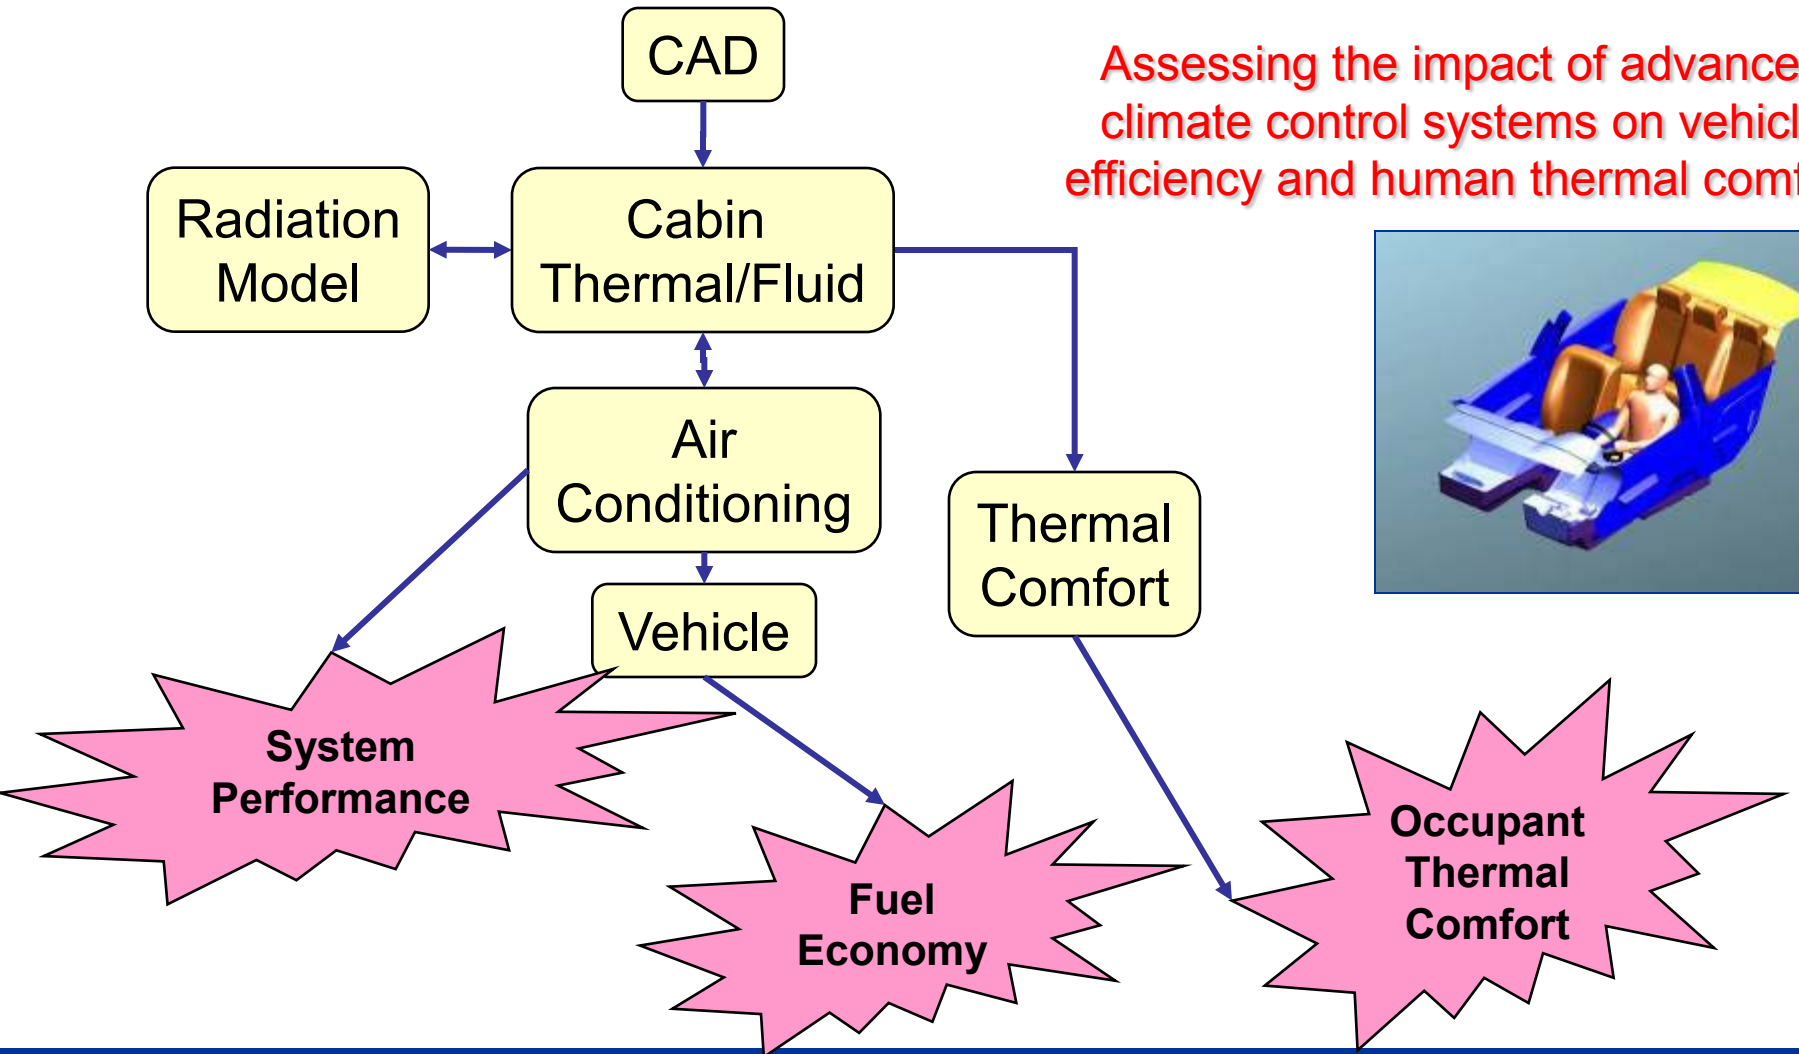 CAD
Assessing the impact of advance
climate control systems on vehicl
efficiency and human thermal comf
Radiation
Model
Cabin
Thermal/Fluid
Air
Conditioning
Thermal
Comfort
Vehicle
System
Performance
Fuel
Economy
Occupant
Thermal
Comfort